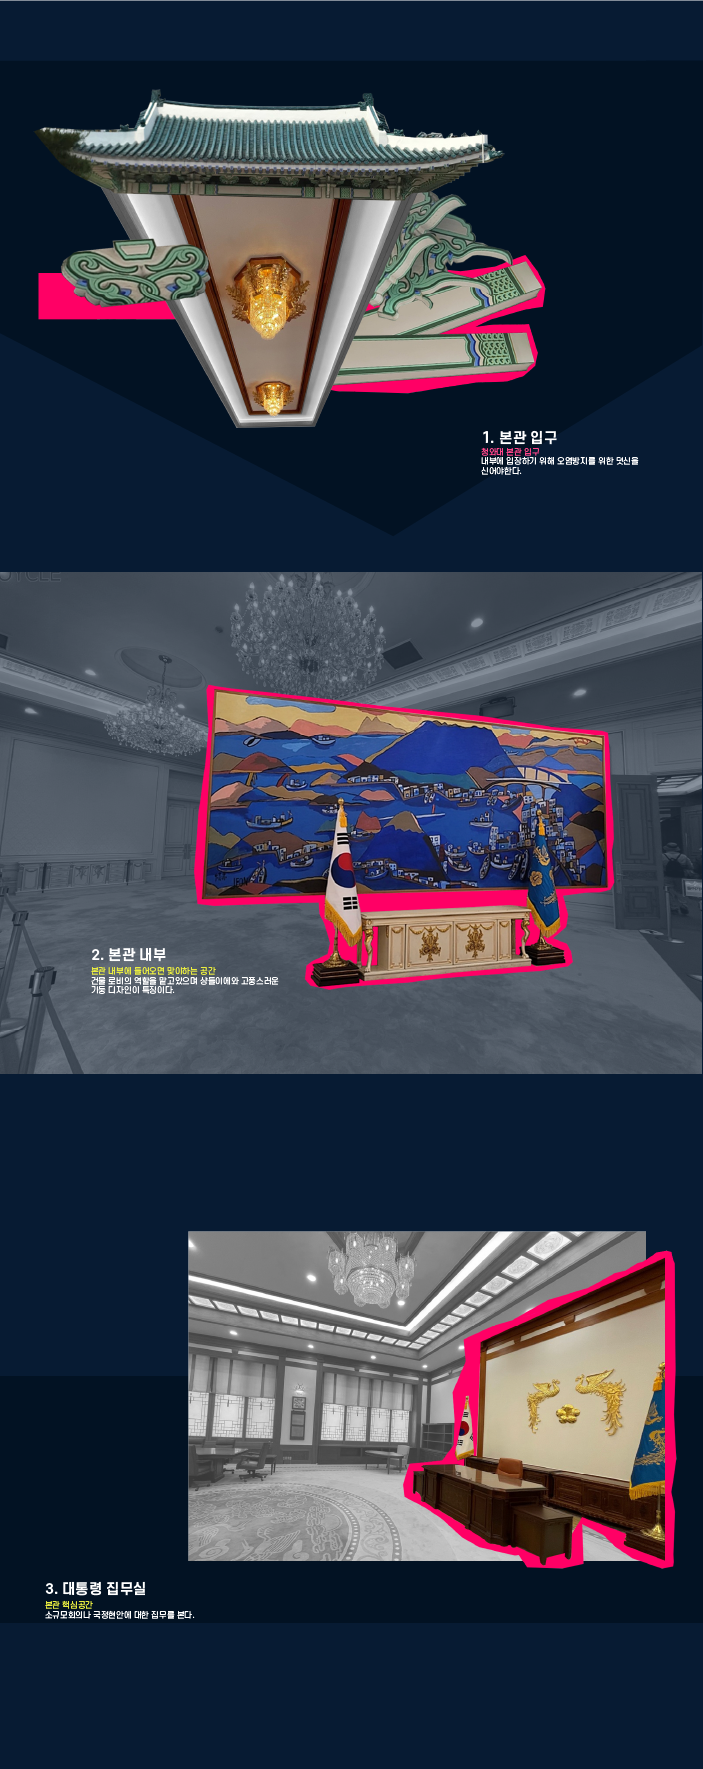 1. 본관 입구
청와대 본관 입구
내부에 입장하기 위해 오염방지를 위한 덧신을
신어야한다.
2. 본관 내부
본관 내부에 들어오면 맞이하는 공간
건물 로비의 역할을 맡고있으며 샹들이에와 고풍스러운
기둥 디자인이 특징이다.
3. 대통령 집무실
본관 핵심공간
소규모회의나 국정현안에 대한 집무를 본다.